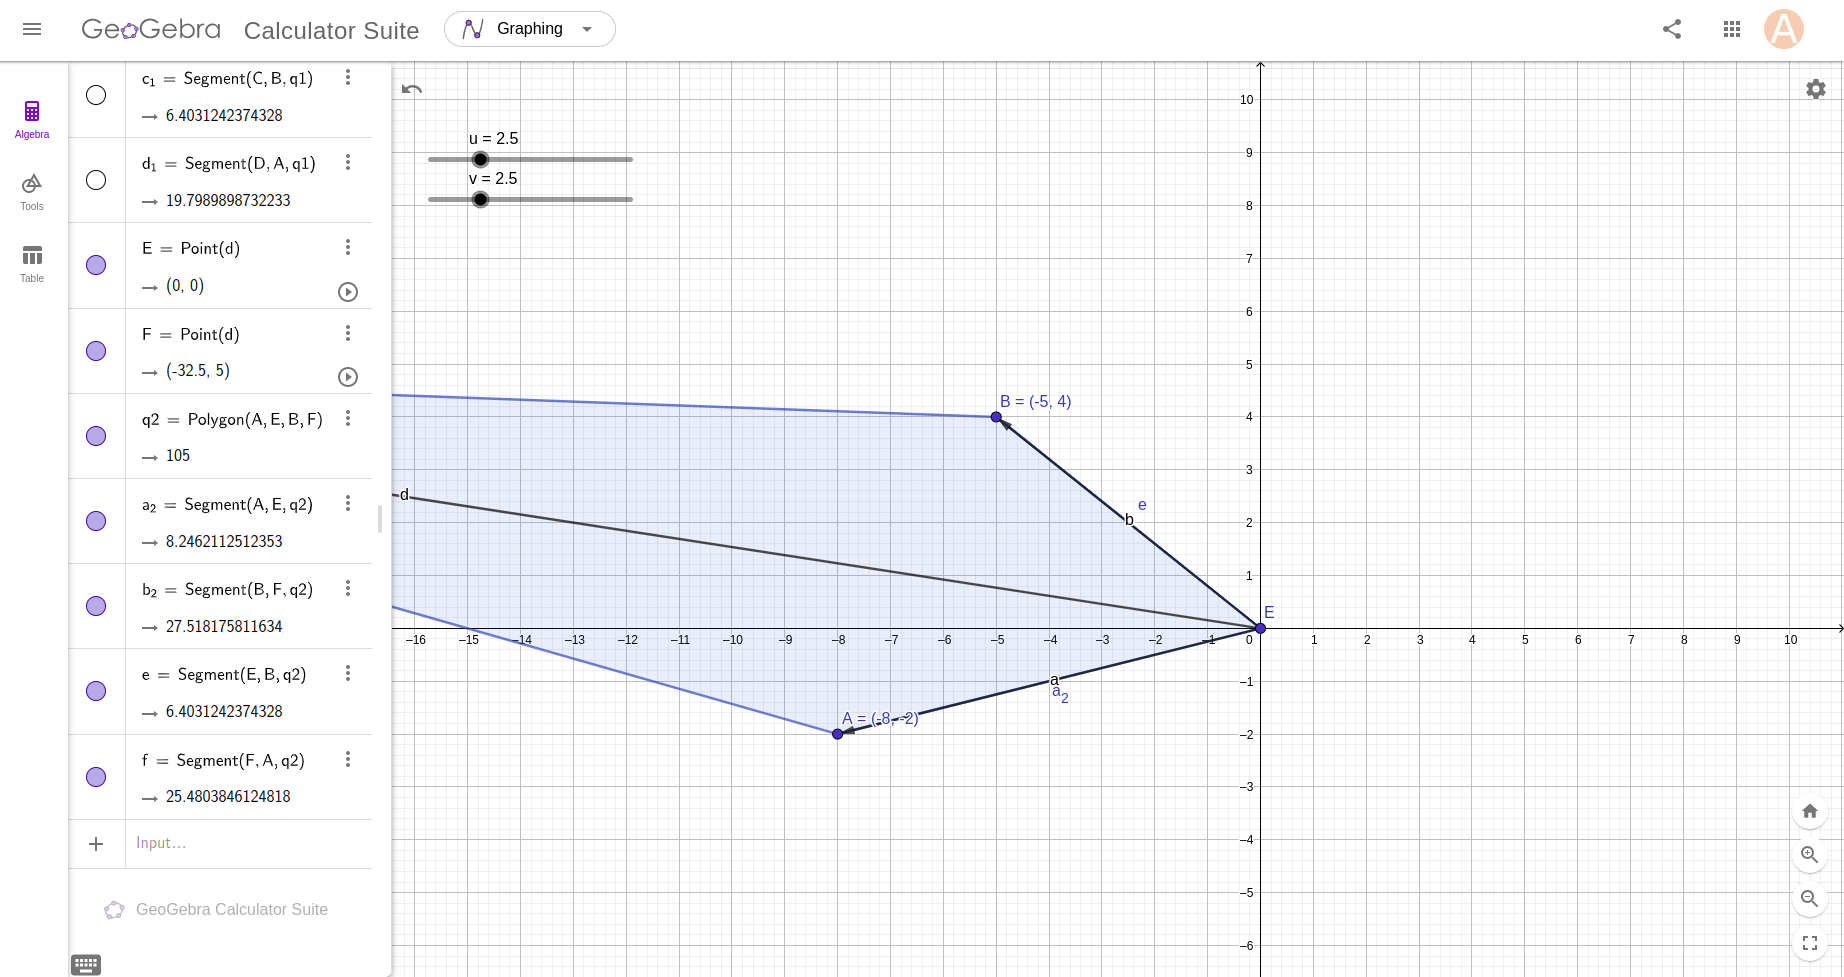 GeoGebra Calculator Suite Graphing A
Algebra
Tools
Table
c₁ = Segment(C, B, q1)
→ 6.4031242374328
d₁ = Segment(D, A, q1)
→ 19.7989898732233
E = Point(d)
→ (0, 0)
F = Point(d)
→ (-32.5, 5)
q2 = Polygon(A, E, B, F)
→ 105
a₂ = Segment(A, E, q2)
→ 8.2462112512353
b₂ = Segment(B, F, q2)
→ 27.518175811634
e = Segment(E, B, q2)
→ 6.4031242374328
f = Segment(F, A, q2)
→ 25.4803846124818
+ Input...
GeoGebra Calculator Suite
u = 2.5
v = 2.5
10
9
8
7
6
5
B = (-5, 4)
4
3
d
e
b
2
1
E
–16 –15 –14 –13 –12 –11 –10 –9 –8 –7 –6 –5 –4 –3 –2 –1 0 1 2 3 4 5 6 7 8 9 10
a
a₂
–1
A = (-8, -2)
–2
–3
–4
–5
–6